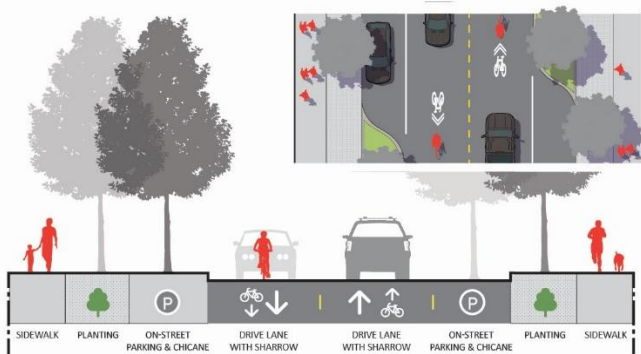 P
P
SIDEWALK
PLANTING
ON-STREET
PARKING & CHICANE
DRIVE LANE
WITH SHARROW
DRIVE LANE
WITH SHARROW
ON-STREET
PARKING & CHICANE
PLANTING
SIDEWALK